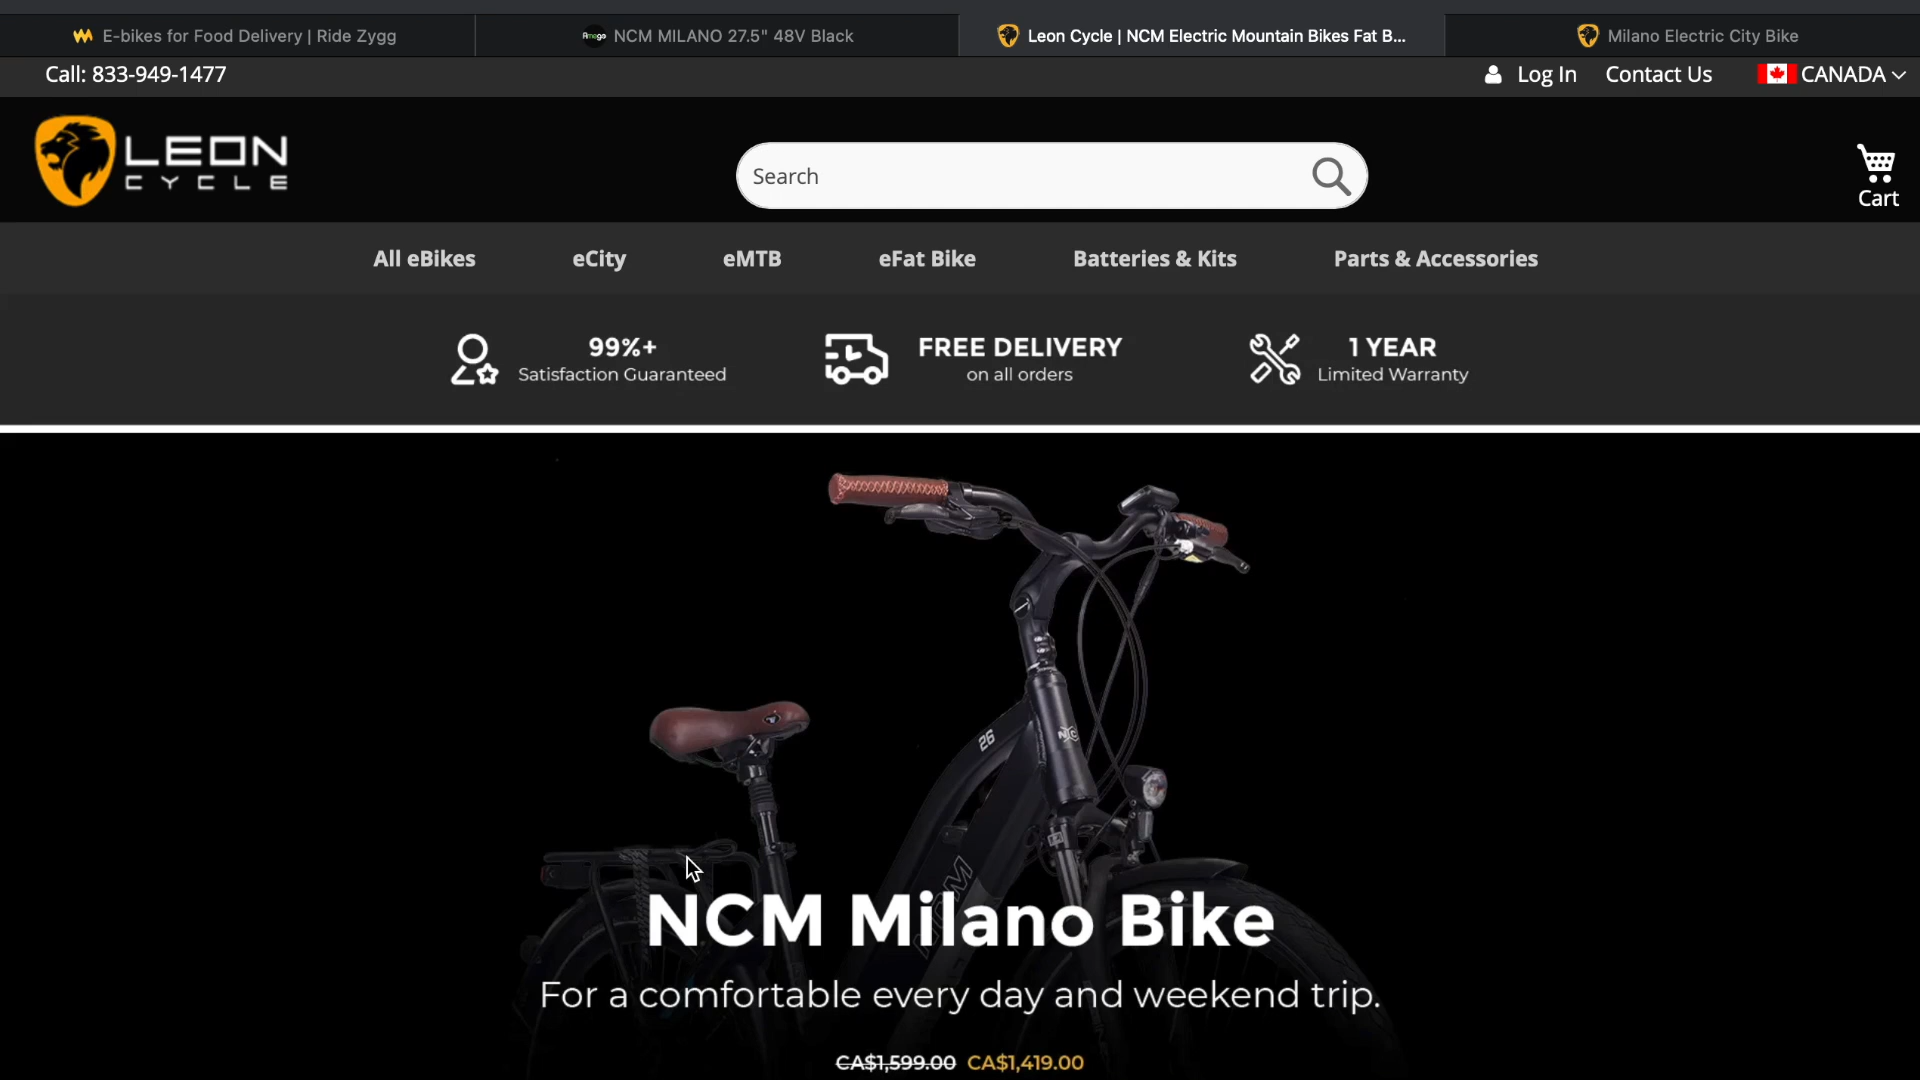 E-bikes for Food Delivery | Ride Zygg
Amego
NCM MILANO 27.5" 48V Black
Leon Cycle | NCM Electric Mountain Bikes Fat B...
Milano Electric City Bike
Call: 833-949-1477
Log In
Contact Us
CANADA
LEON
CYCLE
Search
Cart
All eBikes
eCity
eMTB
eFat Bike
Batteries & Kits
Parts & Accessories
99%+
Satisfaction Guaranteed
FREE DELIVERY
on all orders
1 YEAR
Limited Warranty
26
NCM
NCM
NCM Milano Bike
For a comfortable every day and weekend trip.
CA$1,599.00 CA$1,419.00